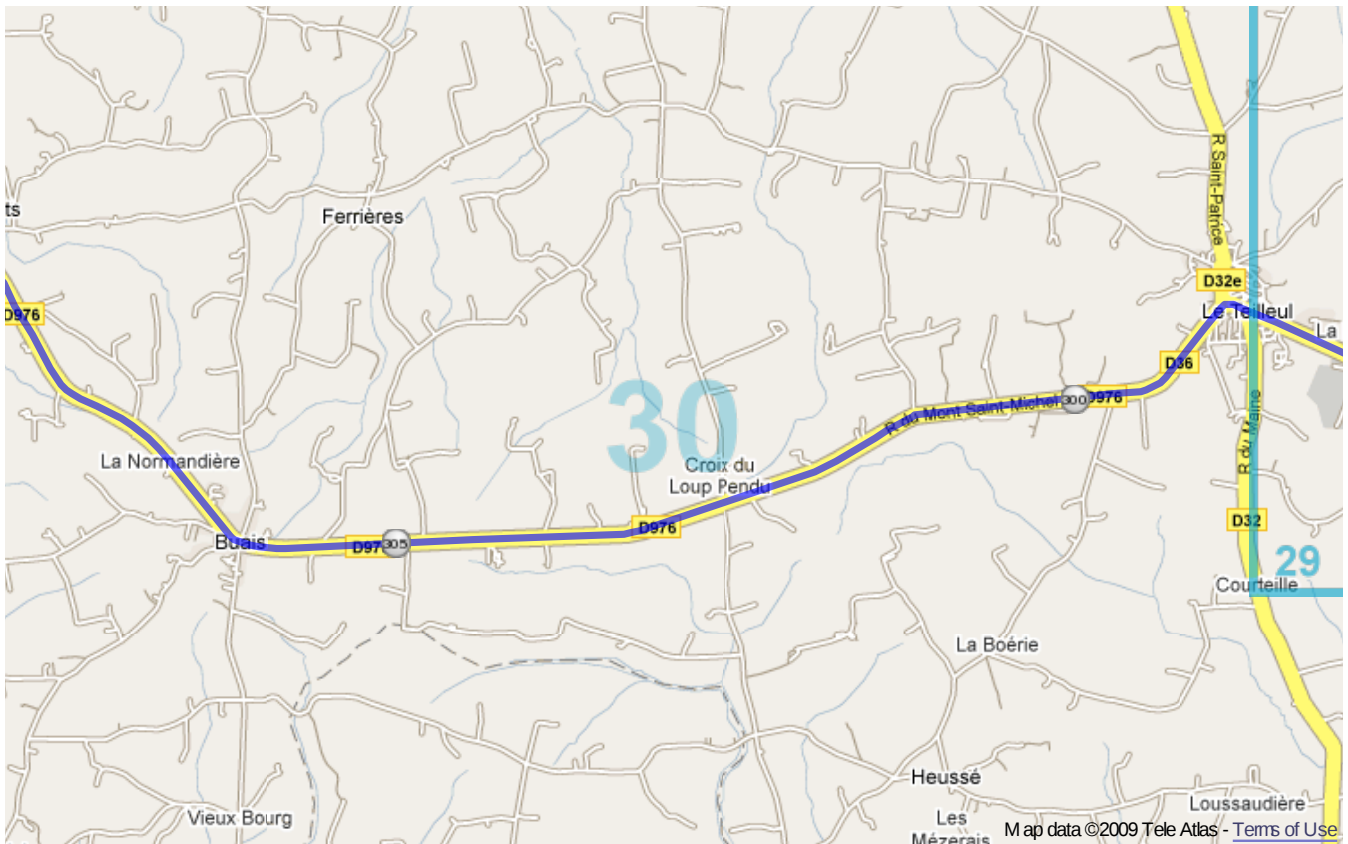 R Saint-Patrice
ts
Ferrières
D32e
Le Teilleul
D976
La
D36
30
300
D976
R du Mont Saint-Michel
R du Maine
La Normandière
Croix du
Loup Pendu
D976
D32
Buais
D97
305
29
Courteille
La Boérie
Heussé
Loussaudière
Vieux Bourg
Les
Mézerais
Map data ©2009 Tele Atlas - Terms of Use